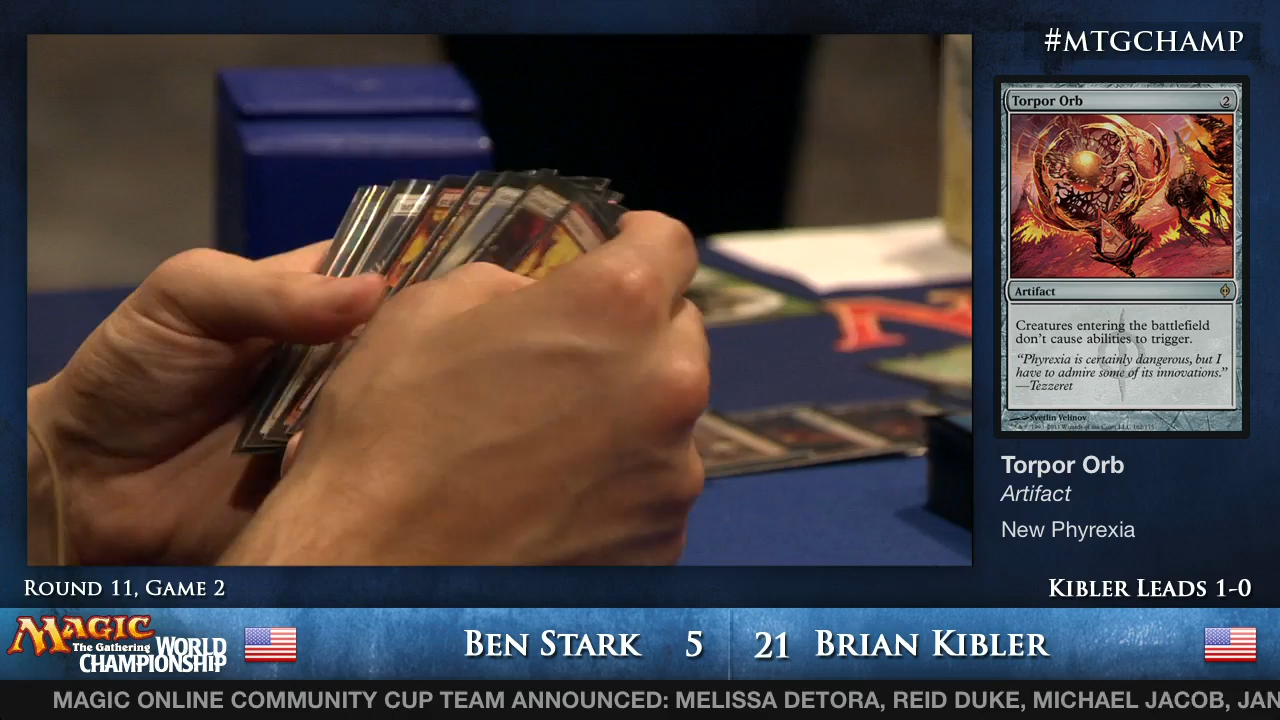 #MTGCHAMP
Torpor Orb 2
Artifact
Creatures entering the battlefield
don't cause abilities to trigger.
"Phyrexia is certainly dangerous, but I
have to admire some of its innovations."
—Tezzeret
Svetlin Velinov
Torpor Orb
Artifact
New Phyrexia
ROUND 11, GAME 2
KIBLER LEADS 1-0
MAGIC
The Gathering
WORLD
CHAMPIONSHIP
BEN STARK 5 21 BRIAN KIBLER
MAGIC ONLINE COMMUNITY CUP TEAM ANNOUNCED: MELISSA DETORA, REID DUKE, MICHAEL JACOB, JAN